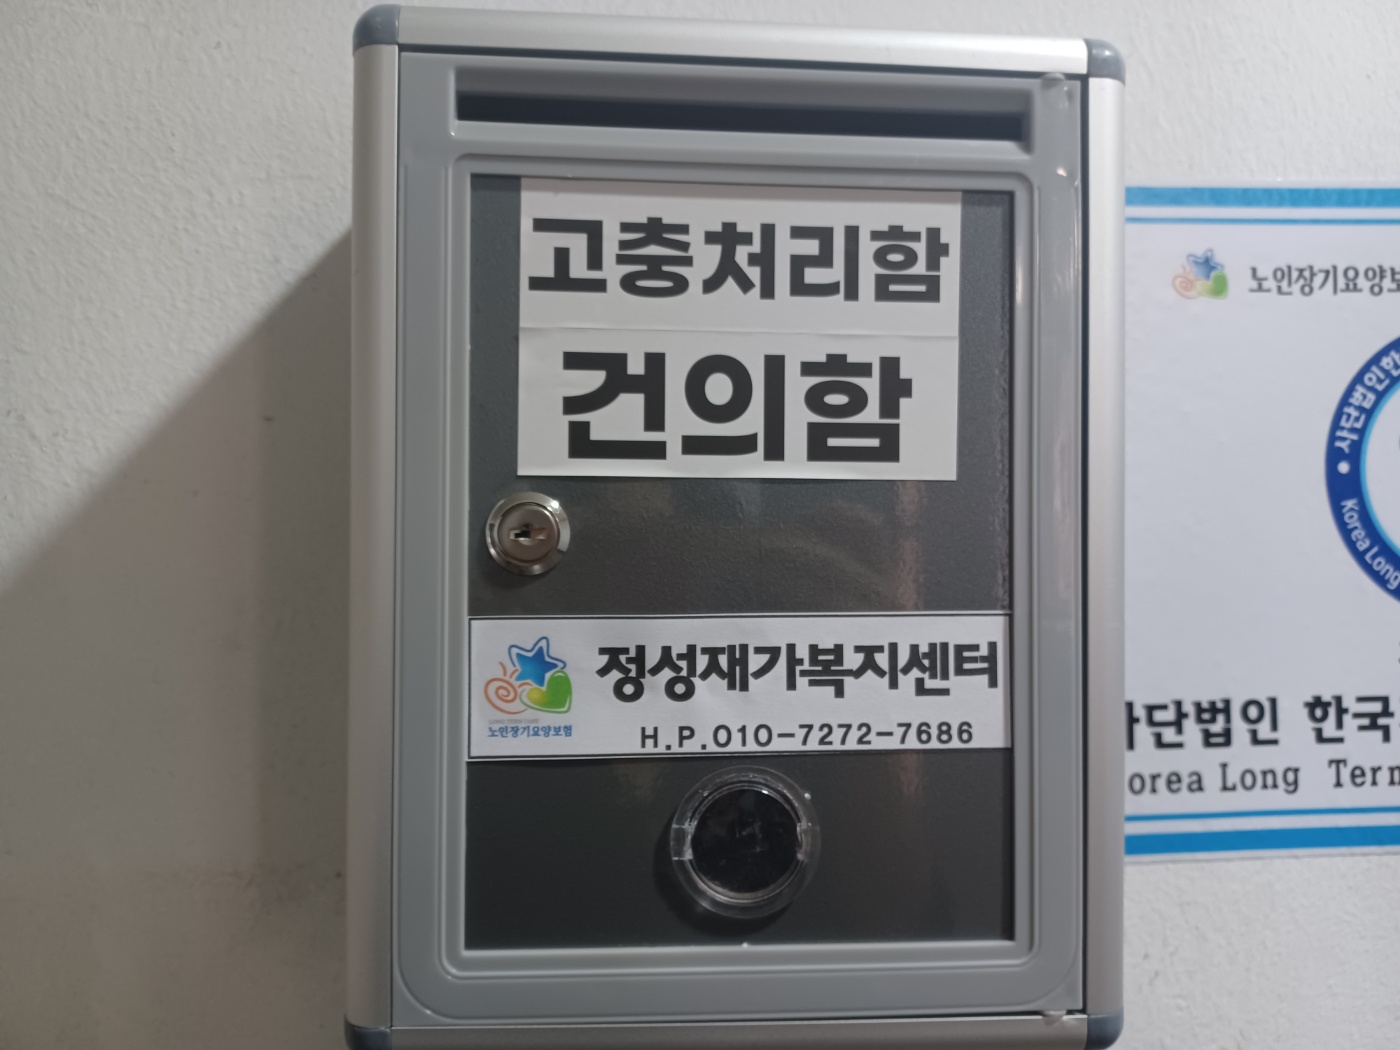 고충처리함
건의함
정성재가복지센터
노인장기요양보험
H.P.010-7272-7686
노인장기요양보
사단법인한
Korea Long
사단법인 한국
Korea Long Term